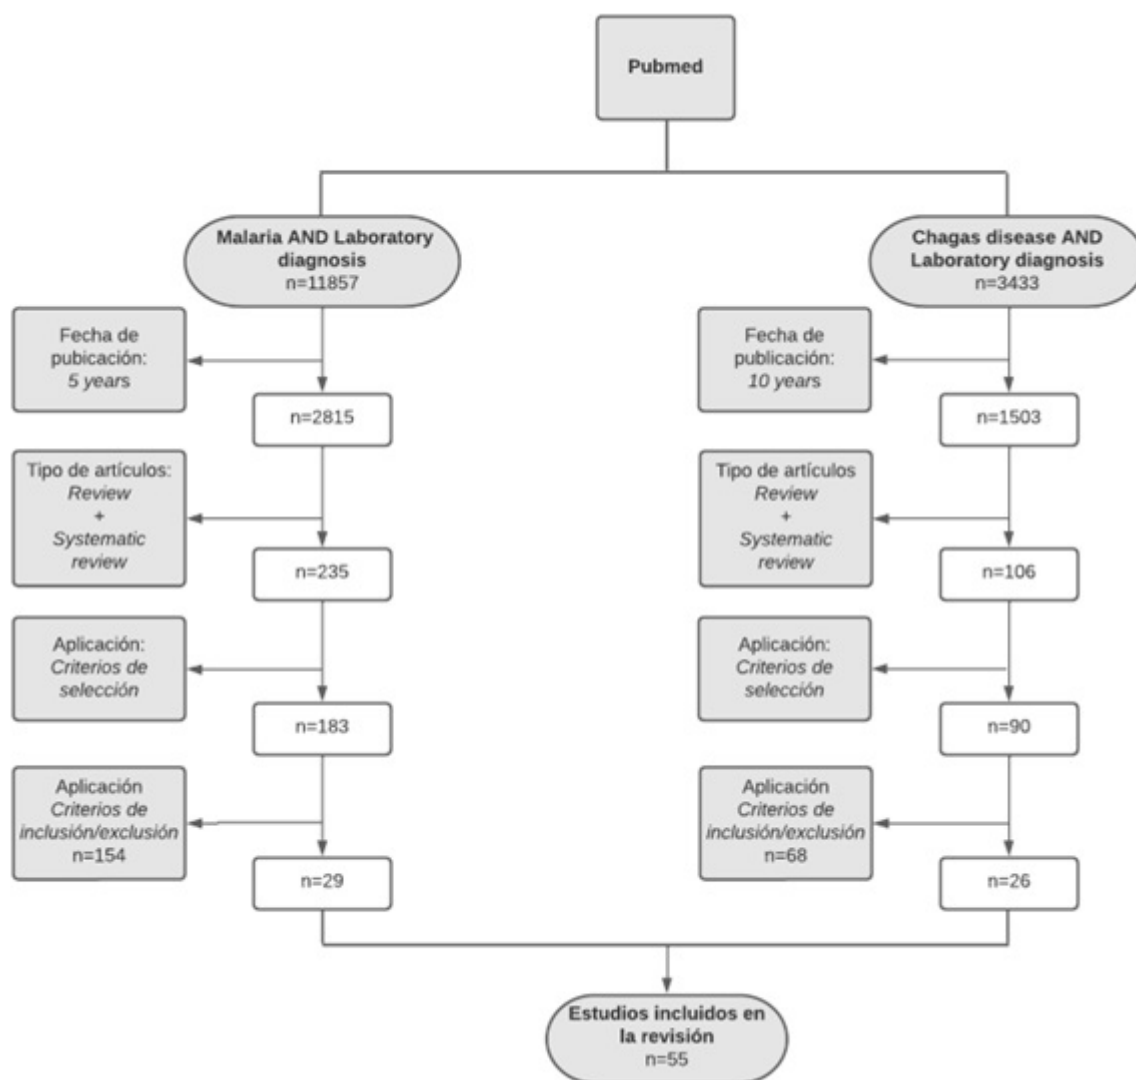 Pubmed
Malaria AND Laboratory
diagnosis
n=11857
Fecha de
pubicación:
5 years
n=2815
Tipo de artículos:
Review
+
Systematic
review
n=235
Aplicación:
Criterios de
selección
n=183
Aplicación
Criterios de
inclusión/exclusión
n=154
n=29
Chagas disease AND
Laboratory diagnosis
n=3433
Fecha de
publicación:
10 years
n=1503
Tipo de artículos
Review
+
Systematic
review
n=106
Aplicación:
Criterios de
selección
n=90
Aplicación
Criterios de
inclusión/exclusión
n=68
n=26
Estudios incluidos en
la revisión
n=55